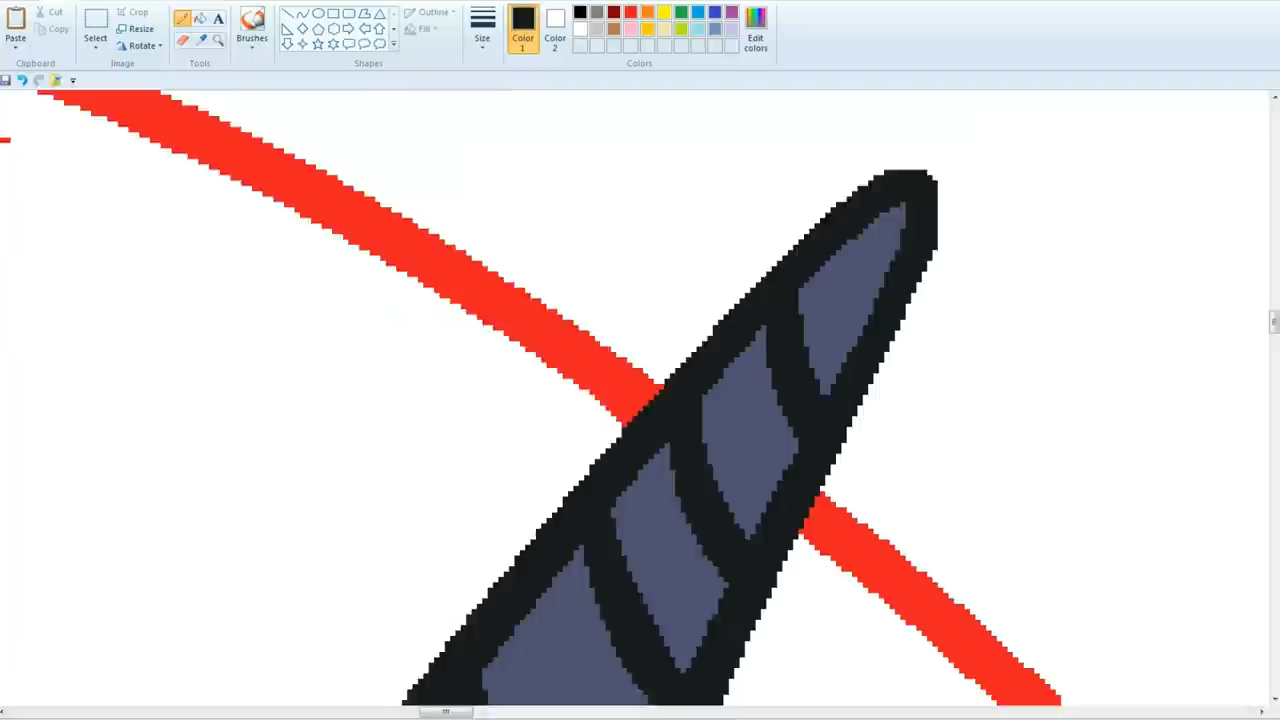 Paste
Cut
Copy
Clipboard
Select
Crop
Resize
Rotate
Image
A
Tools
Brushes
Outline
Fill
Shapes
Size
Color
1
Color
2
Edit
colors
Colors